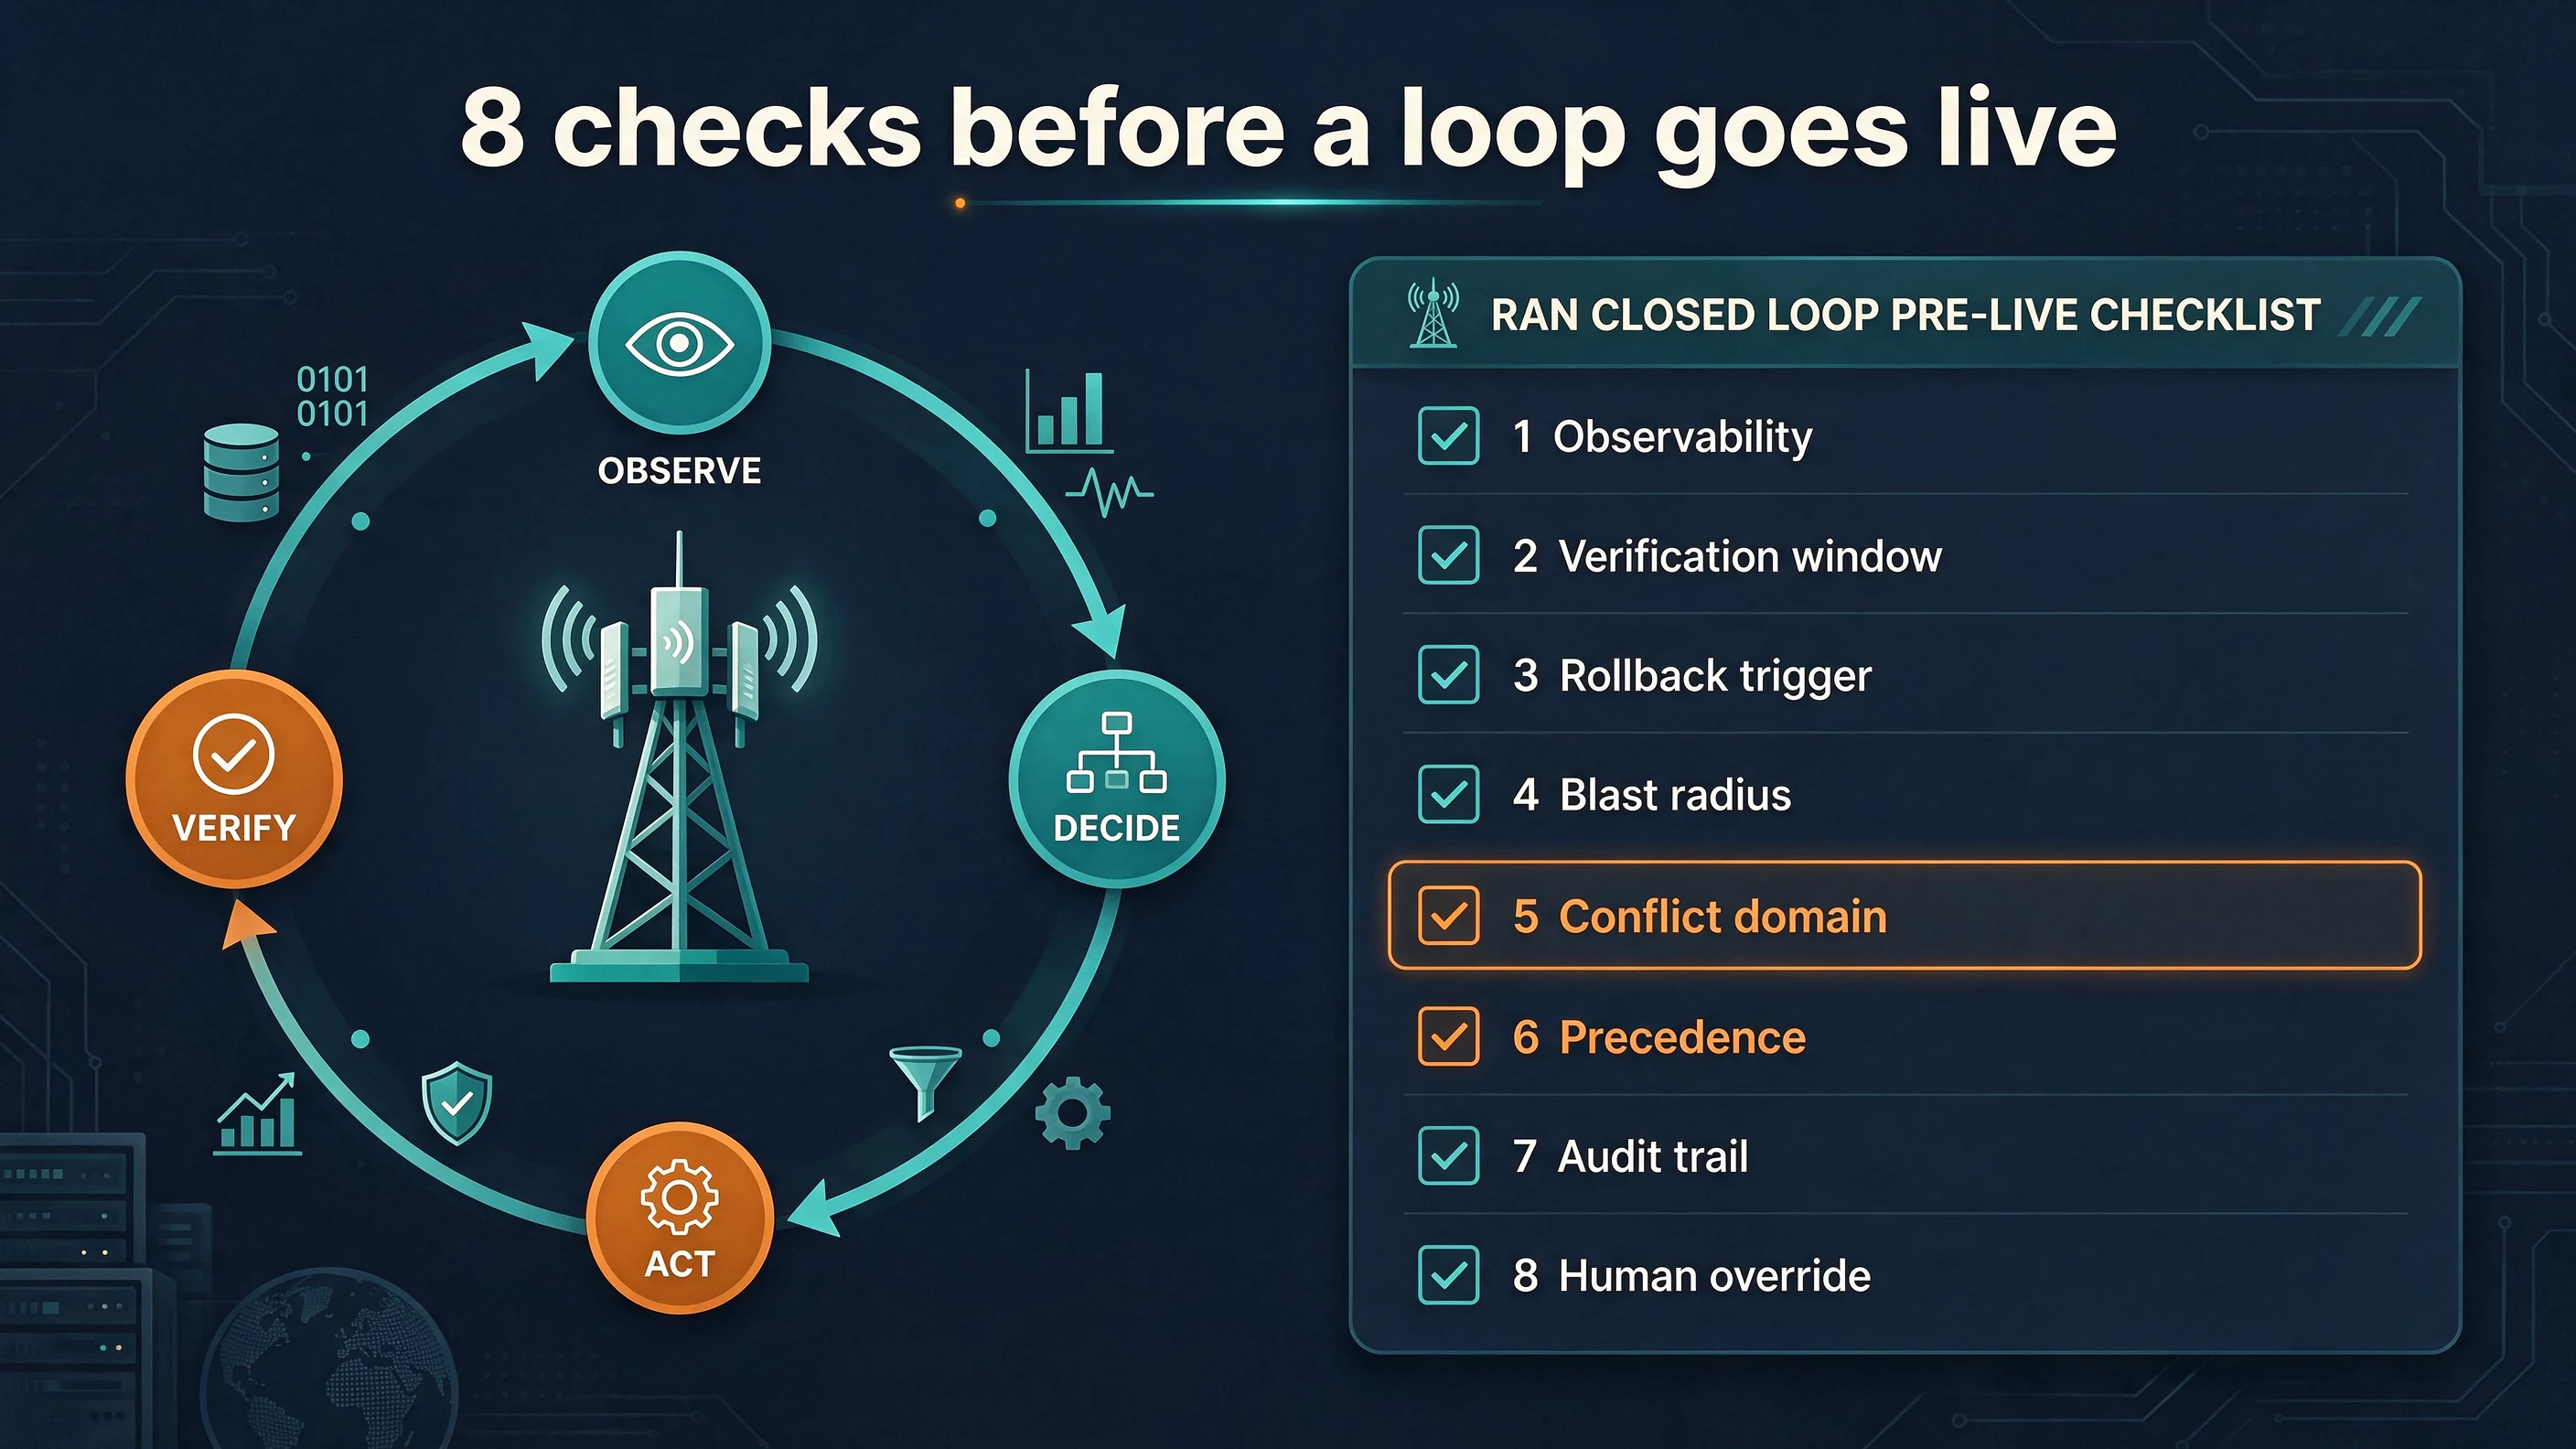 8 checks before a loop goes live
0101
0101
OBSERVE
DECIDE
ACT
VERIFY
RAN CLOSED LOOP PRE-LIVE CHECKLIST
1 Observability
2 Verification window
3 Rollback trigger
4 Blast radius
5 Conflict domain
6 Precedence
7 Audit trail
8 Human override